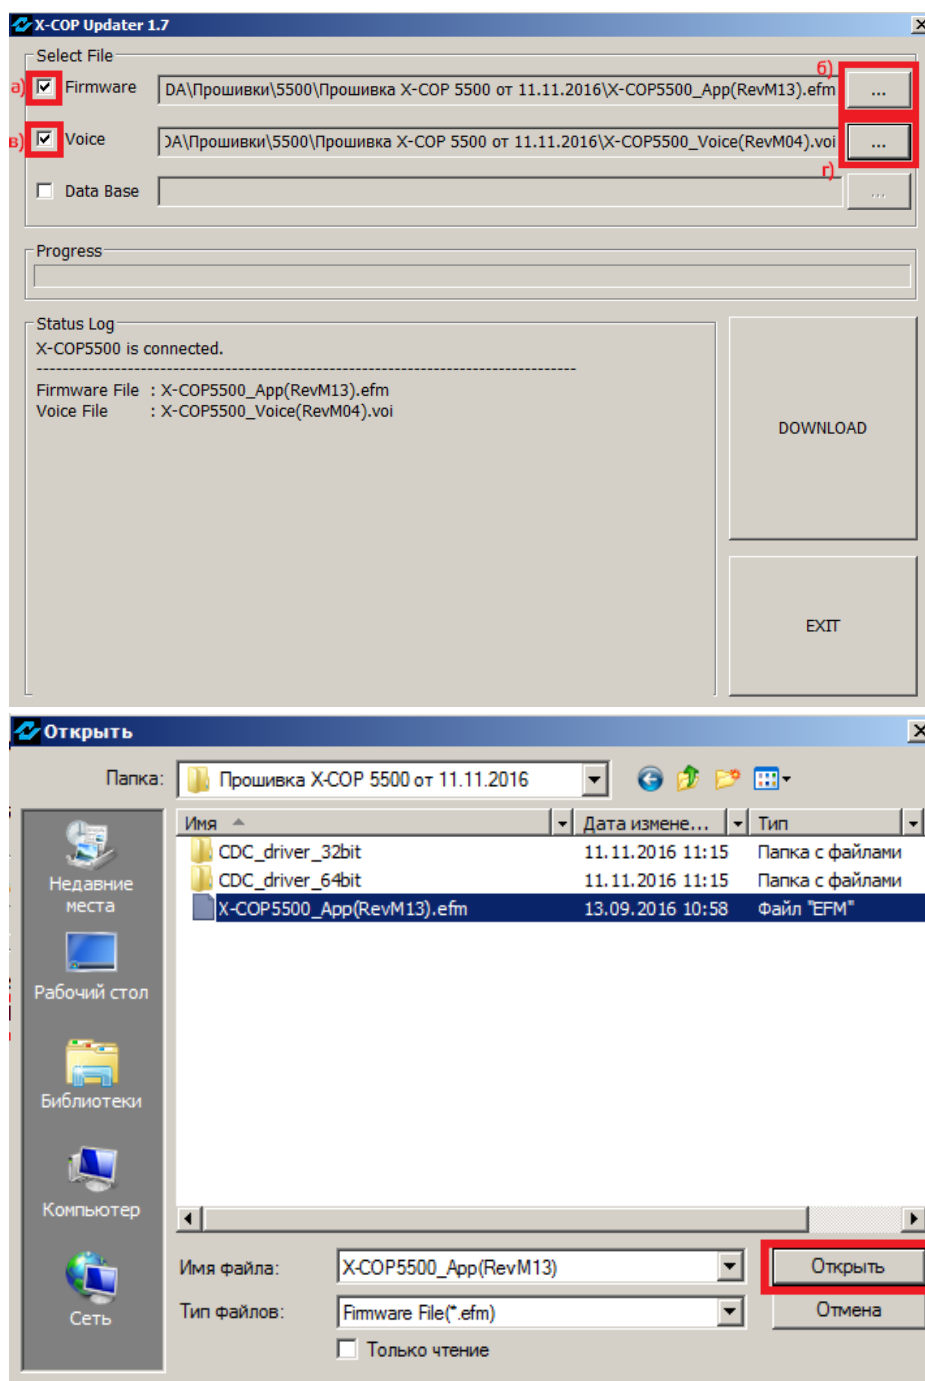 X-COP Updater 1.7
Select File
б)
а) Firmware DA\Прошивки\5500\Прошивка X-COP 5500 от 11.11.2016\X-COP5500_App(RevM13).efm ...
в) Voice DA\Прошивки\5500\Прошивка X-COP 5500 от 11.11.2016\X-COP5500_Voice(RevM04).voi ...
г)
Data Base ...
Progress
Status Log
X-COP5500 is connected.
--------------------------------------------------------------------------------
Firmware File : X-COP5500_App(RevM13).efm
Voice File : X-COP5500_Voice(RevM04).voi
DOWNLOAD
EXIT
Открыть
Папка: Прошивка X-COP 5500 от 11.11.2016
Имя Дата измене... Тип
CDC_driver_32bit 11.11.2016 11:15 Папка с файлами
CDC_driver_64bit 11.11.2016 11:15 Папка с файлами
X-COP5500_App(RevM13).efm 13.09.2016 10:58 Файл "EFM"
Недавние
места
Рабочий стол
Библиотеки
Компьютер
Сеть
Имя файла: X-COP5500_App(RevM13) Открыть
Тип файлов: Firmware File(*.efm) Отмена
Только чтение